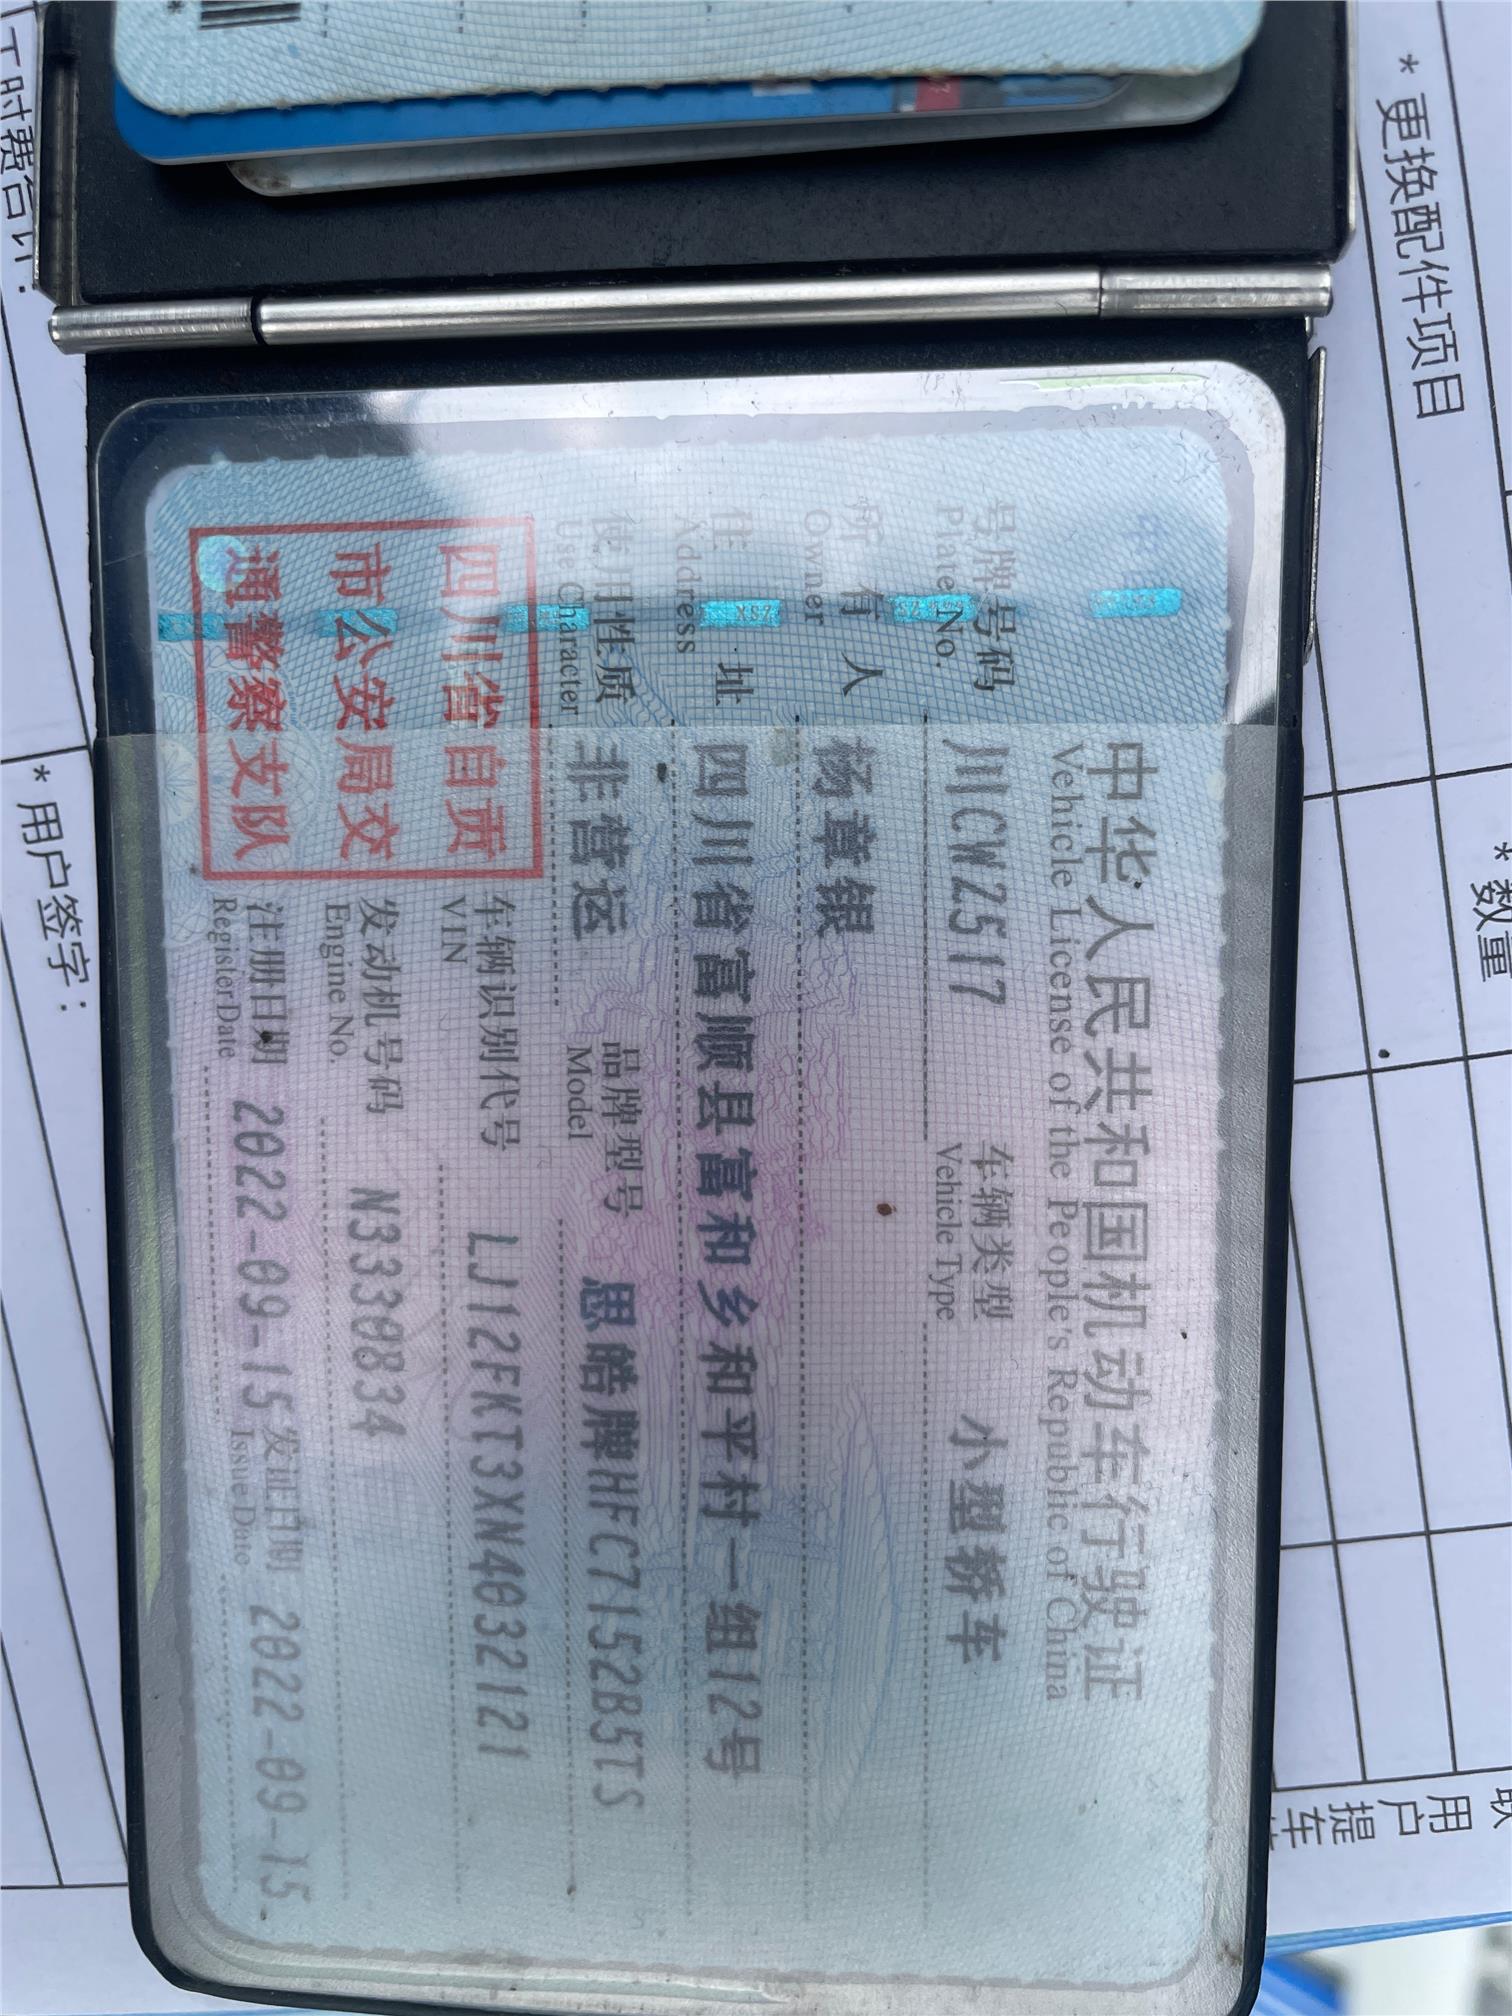 中华人民共和国机动车行驶证
Vehicle License of the People's Republic of China
号牌号码 川CWZ517 车辆类型 小型轿车
Plate No. Vehicle Type
所有人 杨章银
Owner
住址 四川省富顺县富和乡和平村一组12号
Address
使用性质 非营运 品牌型号 思皓牌HFC7152B5TS
Use Character Model
四川省自贡
市公安局交
通警察支队
车辆识别代号 LJ12FKT3XN4032121
VIN
发动机号码 N3330834
Engine No.
注册日期 2022-09-15 发证日期 2022-09-15
Register Date Issue Date
* 更换配件项目
* 数量
用户提车
* 用户签字：
工时费合计：